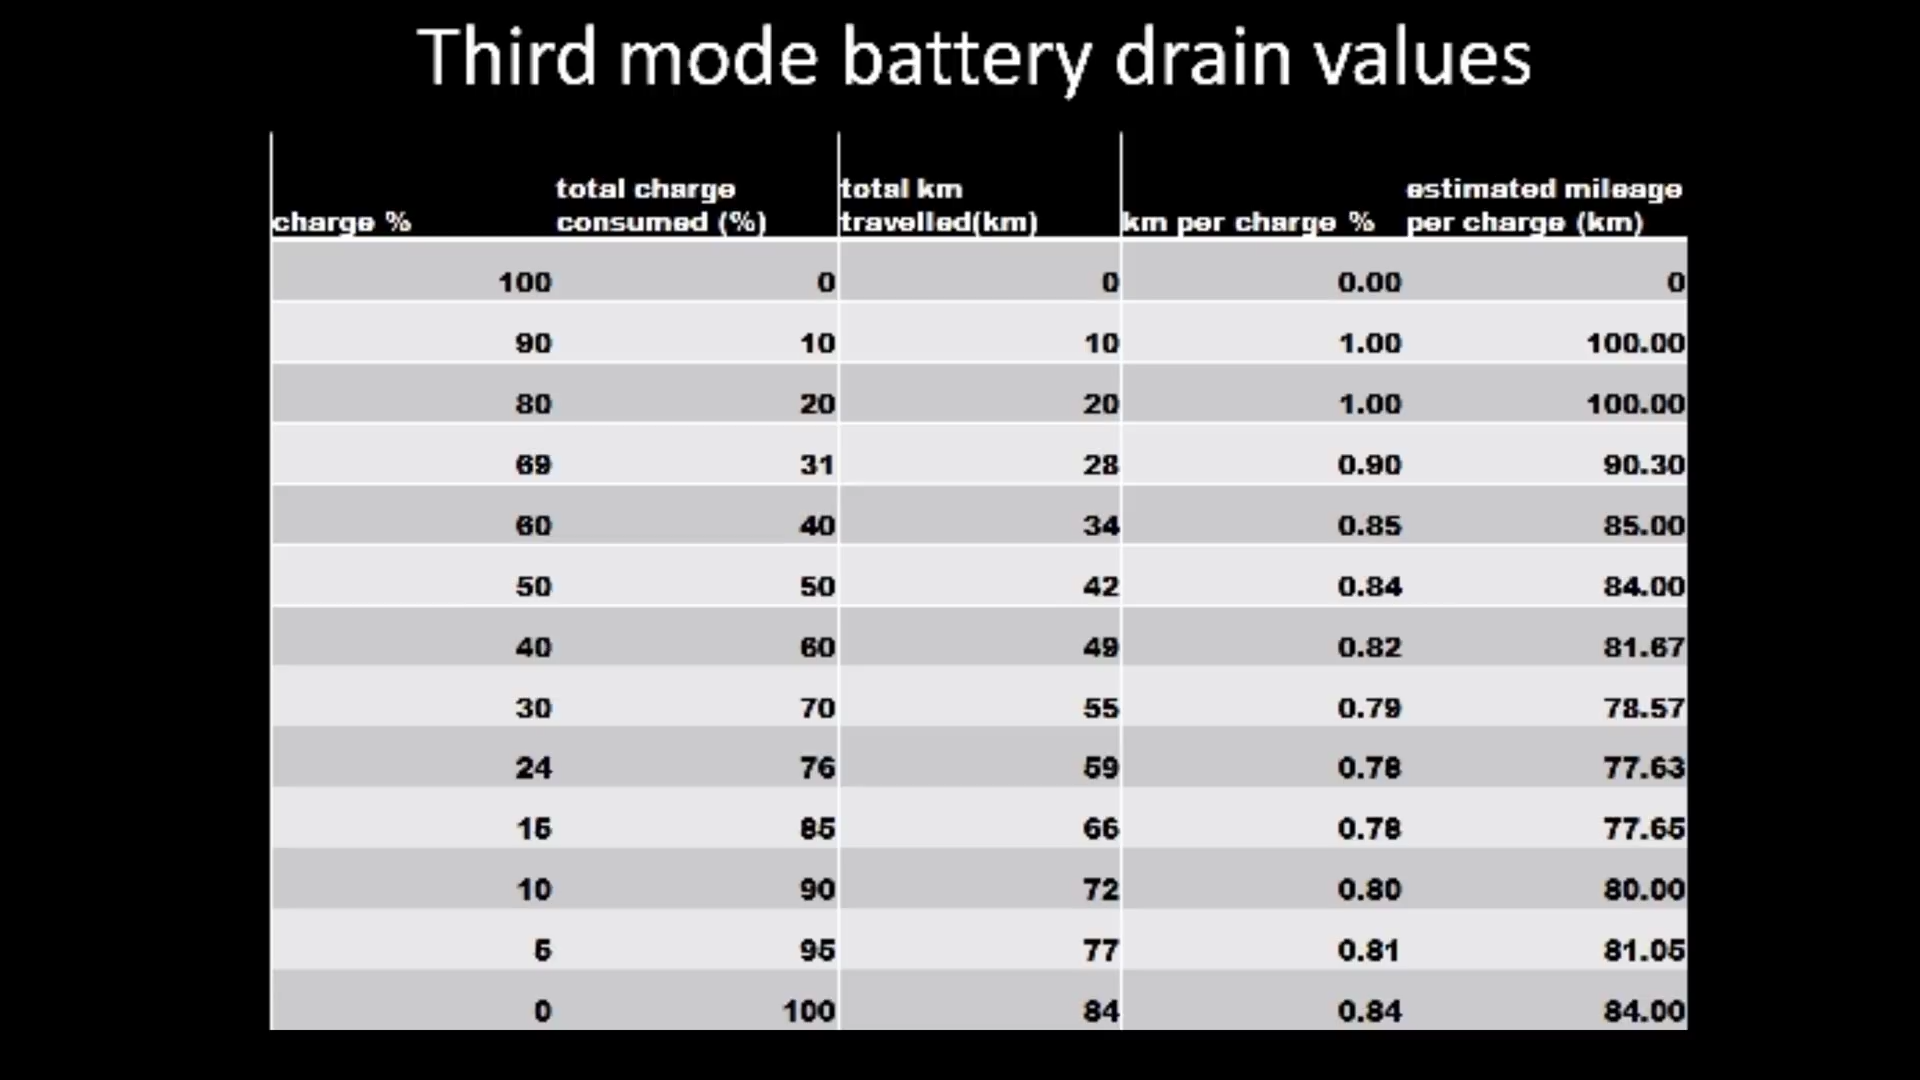 Third mode battery drain values
charge % total charge consumed (%) total km travelled(km) km per charge % estimated mileage per charge (km)
100 0 0 0.00 0
90 10 10 1.00 100.00
80 20 20 1.00 100.00
69 31 28 0.90 90.30
60 40 34 0.85 85.00
50 50 42 0.84 84.00
40 60 49 0.82 81.67
30 70 55 0.79 78.57
24 76 59 0.78 77.63
15 85 66 0.78 77.65
10 90 72 0.80 80.00
5 95 77 0.81 81.05
0 100 84 0.84 84.00